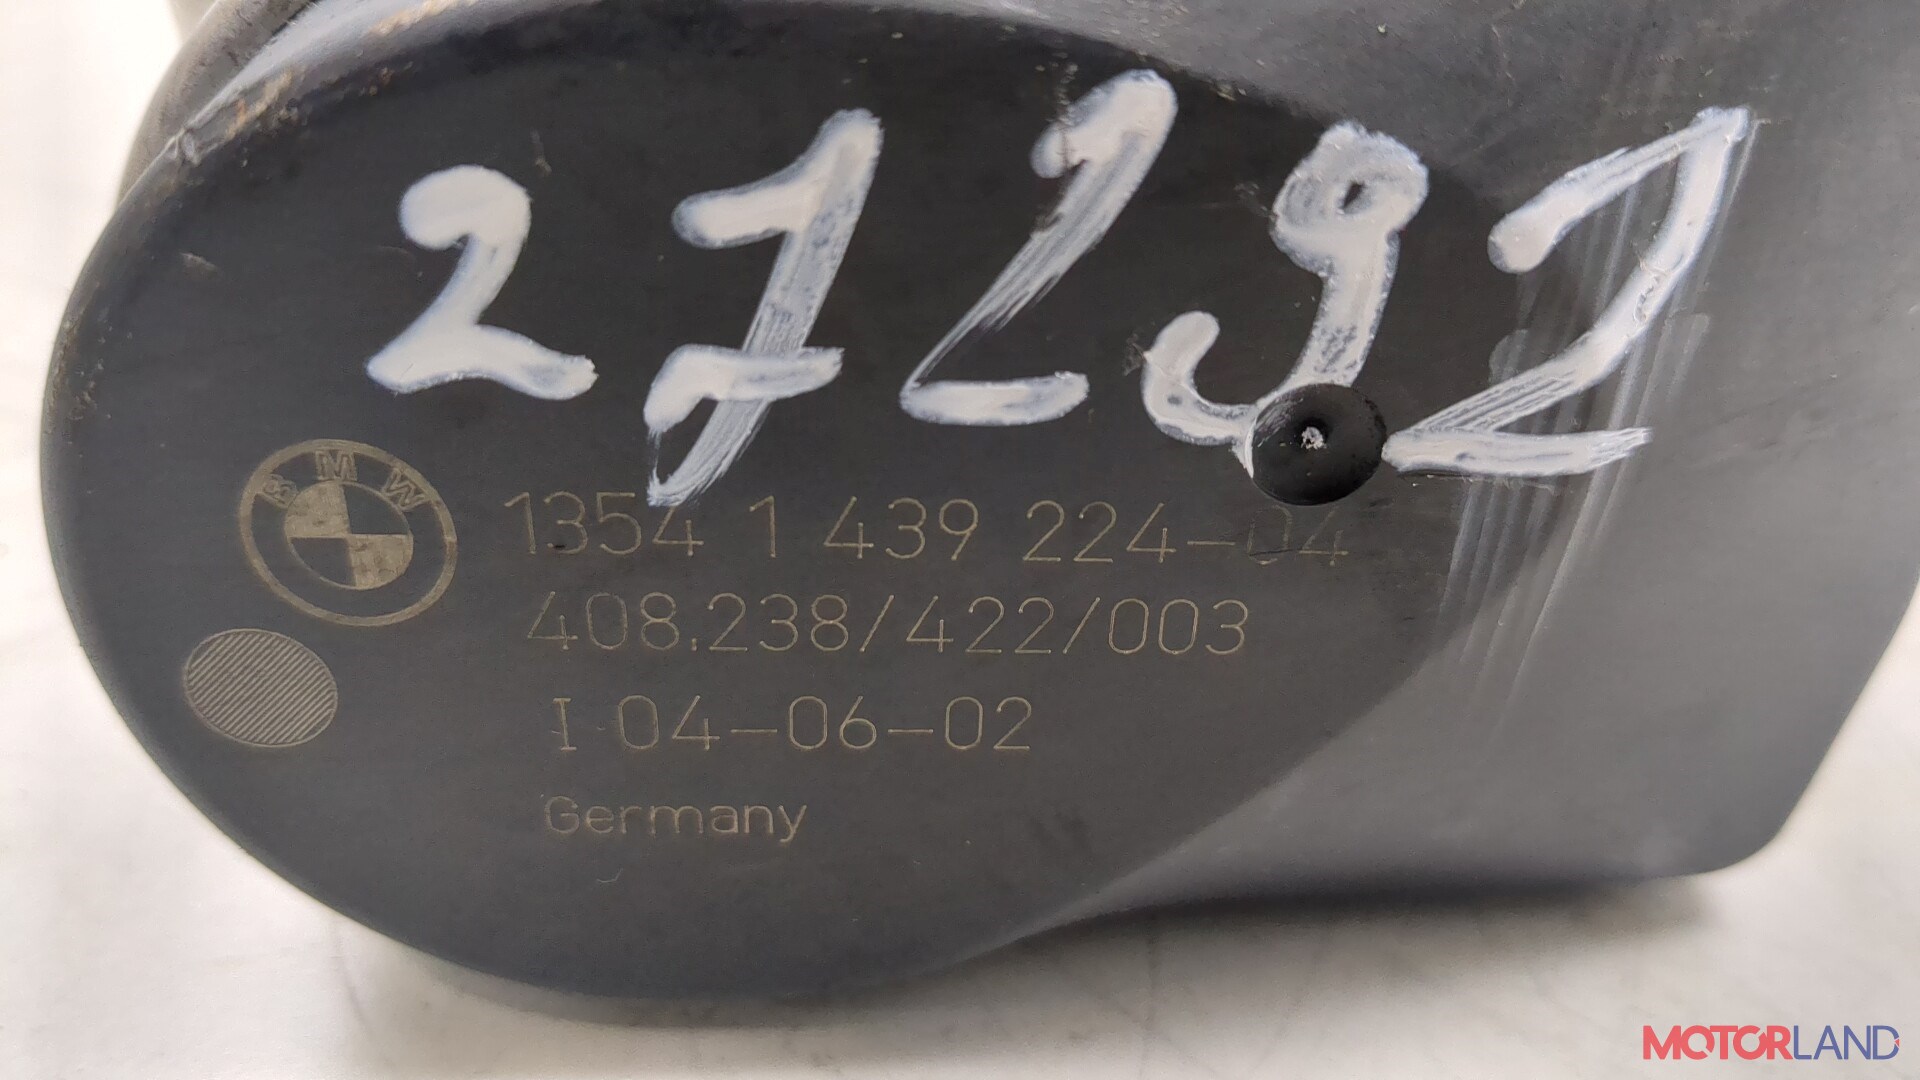 27292
BMW
1354 1 439 224-04
408.238/422/003
I 04-06-02
Germany
MOTORLAND